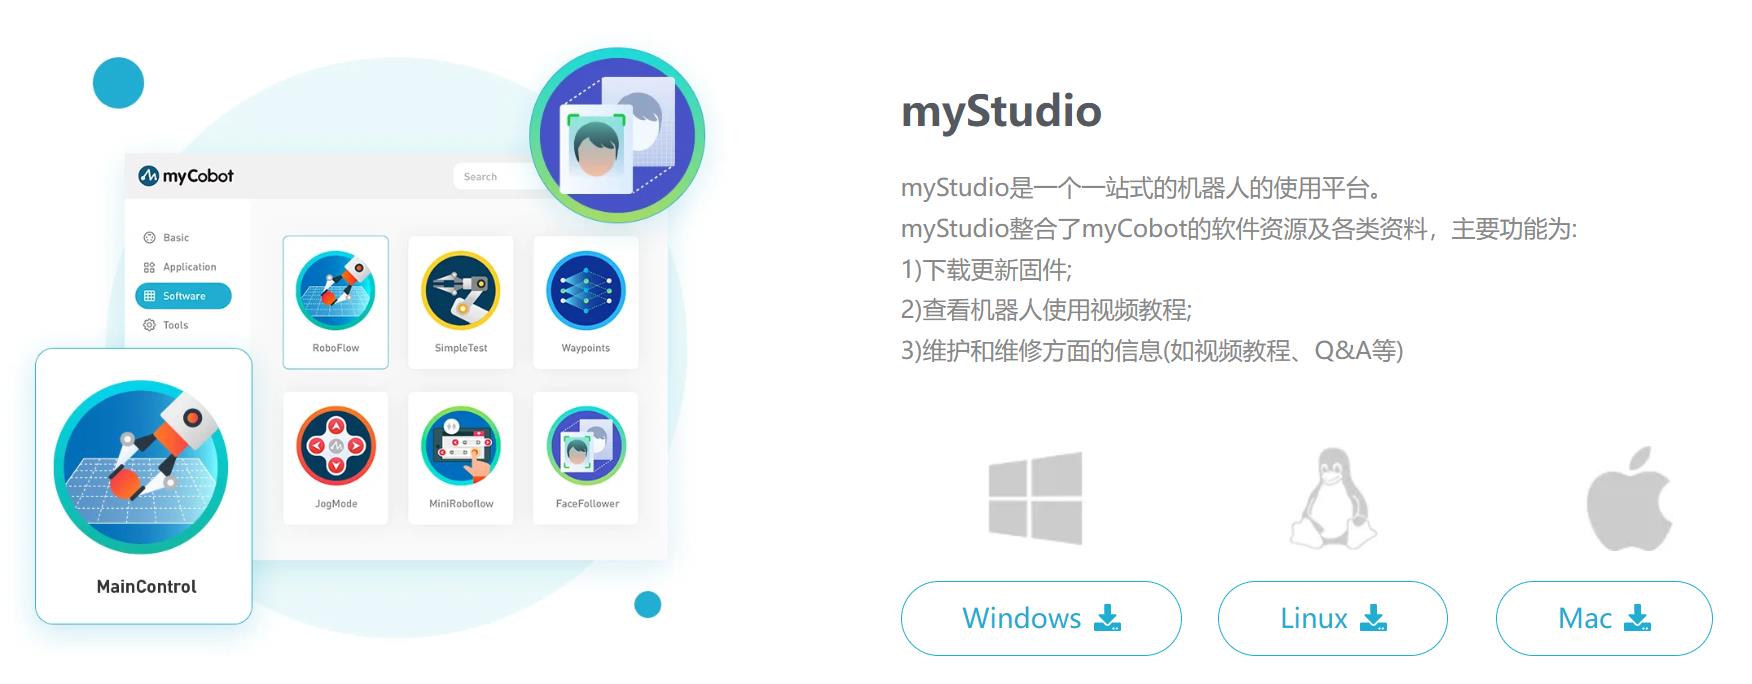 myCobot
Search
Basic
Application
Software
Tools
RoboFlow
SimpleTest
Waypoints
JogMode
MiniRoboflow
FaceFollower
MainControl
myStudio
myStudio是一个一站式的机器人的使用平台。
myStudio整合了myCobot的软件资源及各类资料，主要功能为:
1)下载更新固件;
2)查看机器人使用视频教程;
3)维护和维修方面的信息(如视频教程、Q&A等)
Windows
Linux
Mac